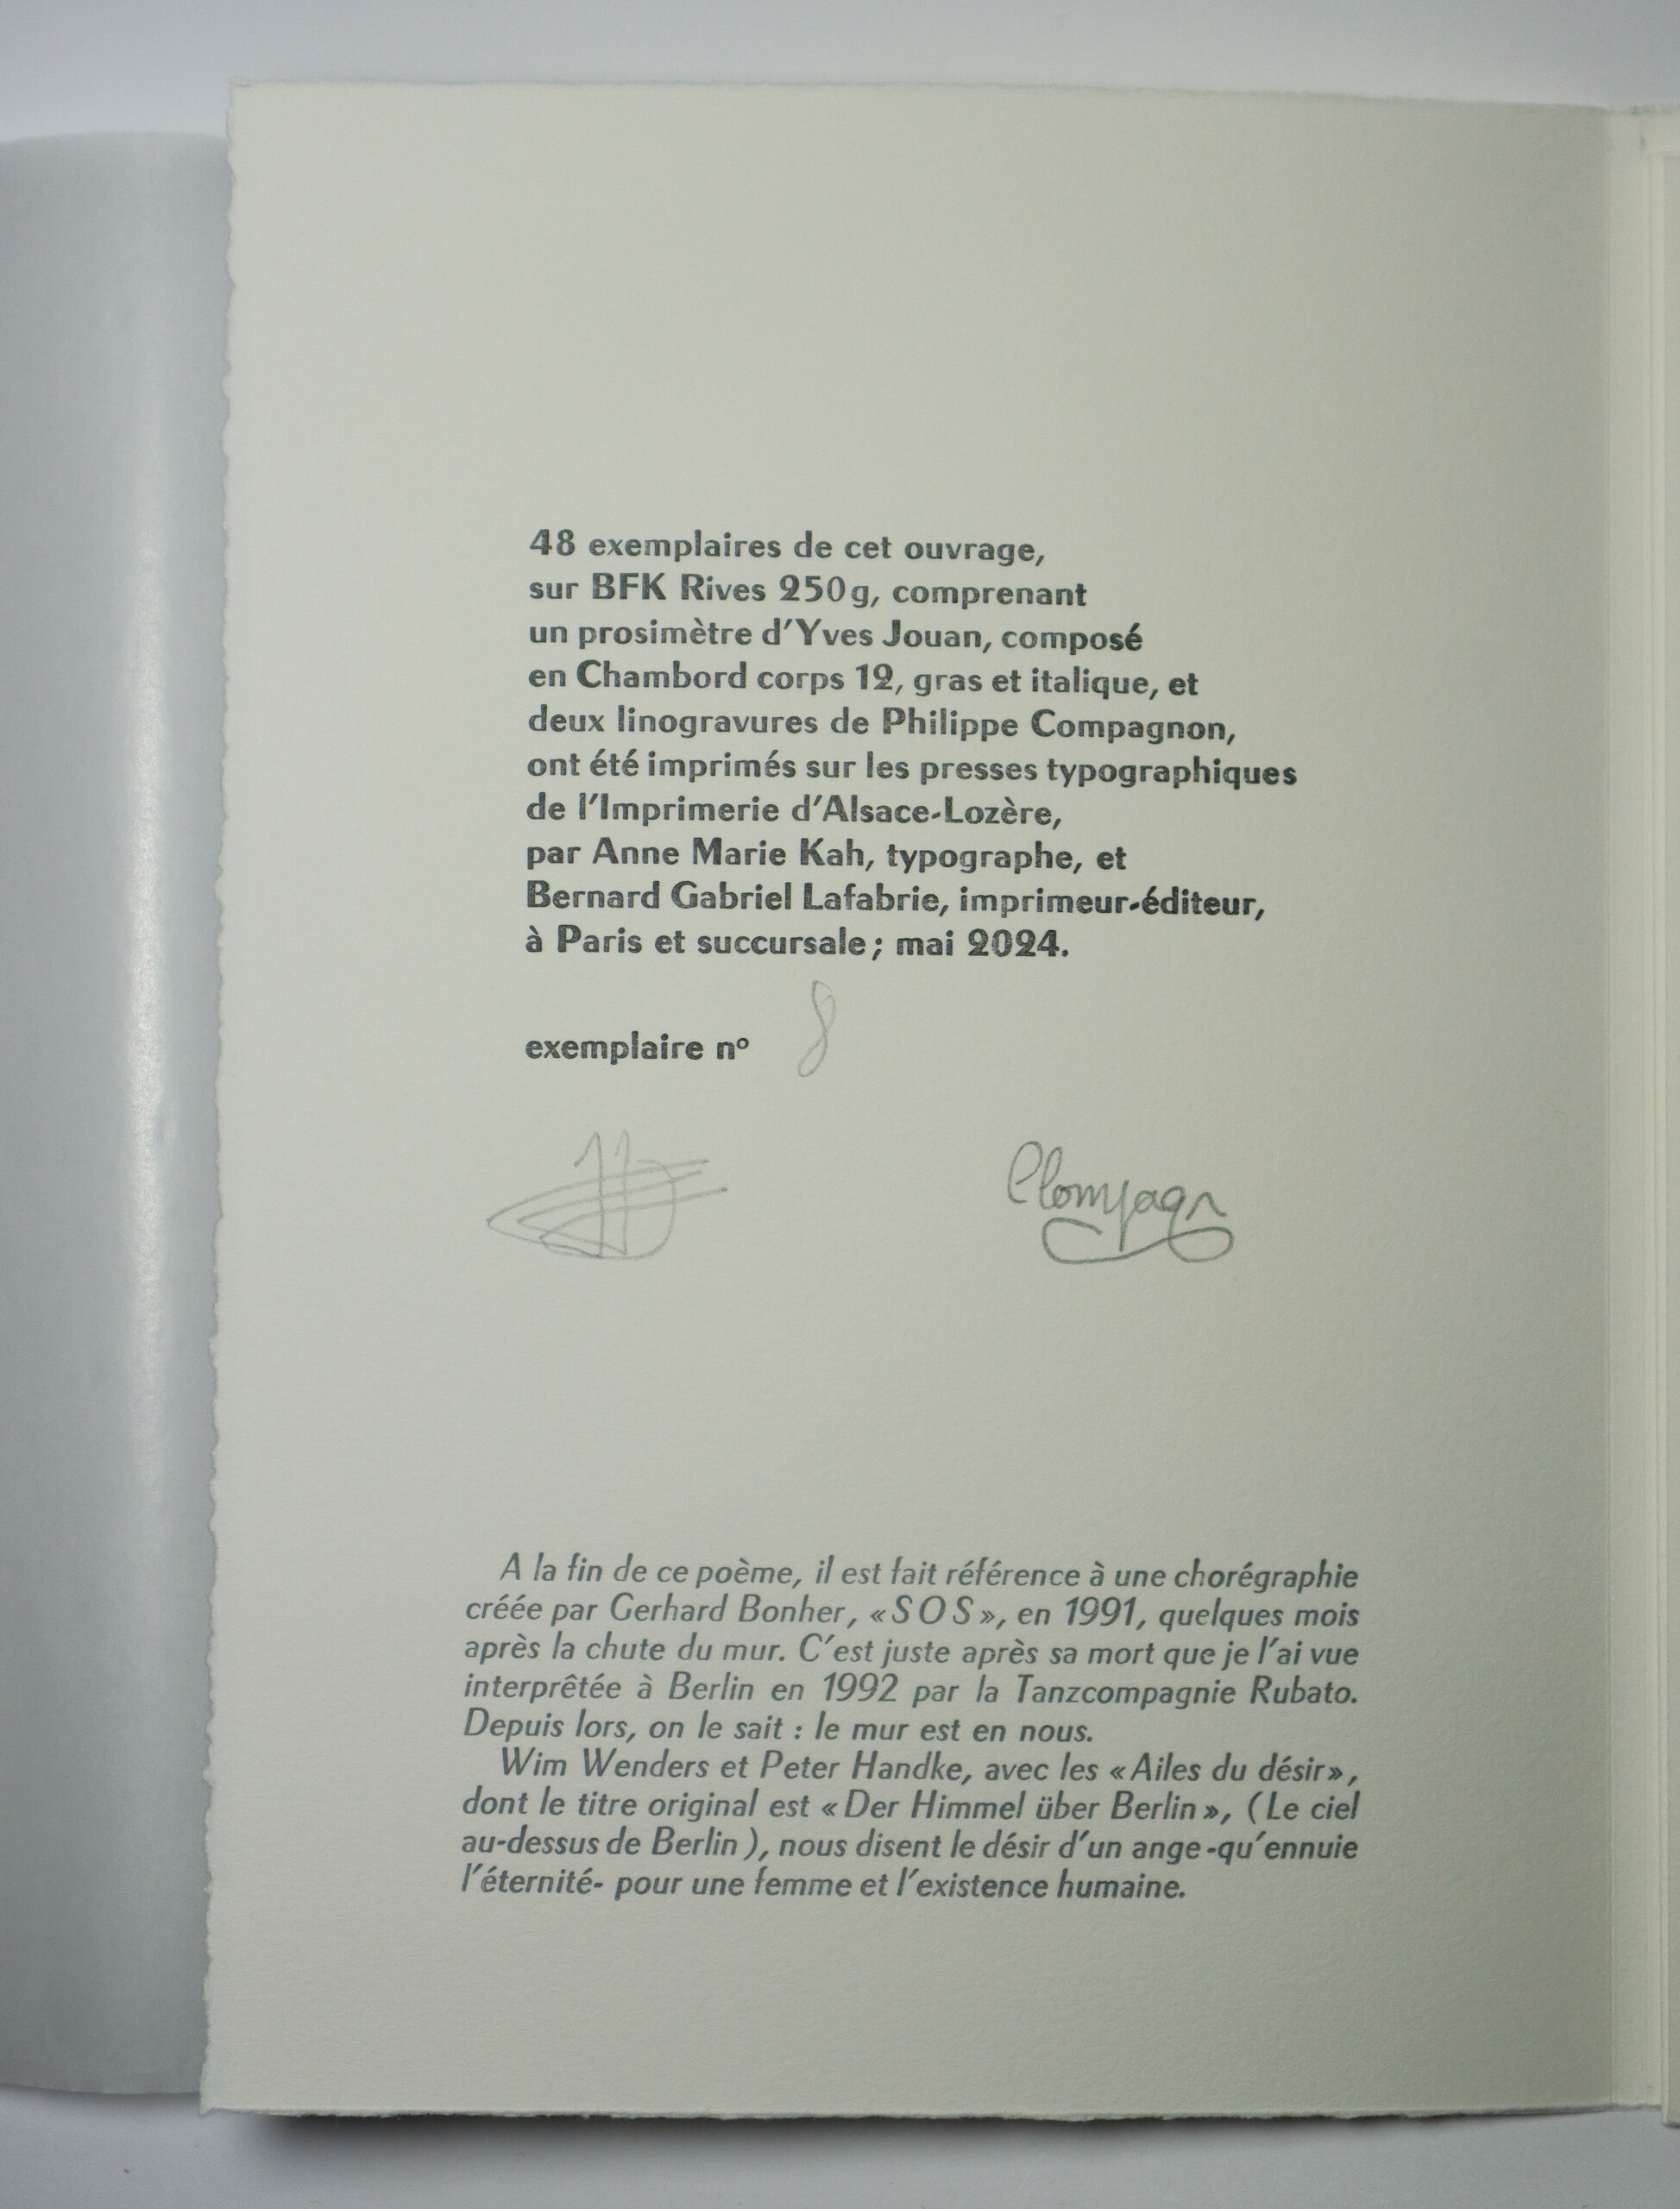 48 exemplaires de cet ouvrage,
sur BFK Rives 250g, comprenant
un prosimètre d'Yves Jouan, composé
en Chambord corps 12, gras et italique, et
deux linogravures de Philippe Compagnon,
ont été imprimés sur les presses typographiques
de l'Imprimerie d'Alsace-Lozère,
par Anne Marie Kah, typographe, et
Bernard Gabriel Lafabrie, imprimeur-éditeur,
à Paris et succursale; mai 2024.
exemplaire nº 8
A la fin de ce poème, il est fait référence à une chorégraphie
créée par Gerhard Bonher, «SOS», en 1991, quelques mois
après la chute du mur. C'est juste après sa mort que je l'ai vue
interprêtée à Berlin en 1992 par la Tanzcompagnie Rubato.
Depuis lors, on le sait : le mur est en nous.
Wim Wenders et Peter Handke, avec les «Ailes du désir»,
dont le titre original est «Der Himmel über Berlin», (Le ciel
au-dessus de Berlin), nous disent le désir d'un ange -qu'ennuie
l'éternité- pour une femme et l'existence humaine.